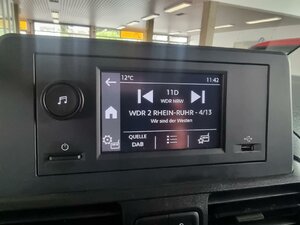 12°C 11:42
11D
WDR NRW
WDR 2 RHEIN-RUHR - 4/13
Wir sind der Westen
QUELLE
DAB